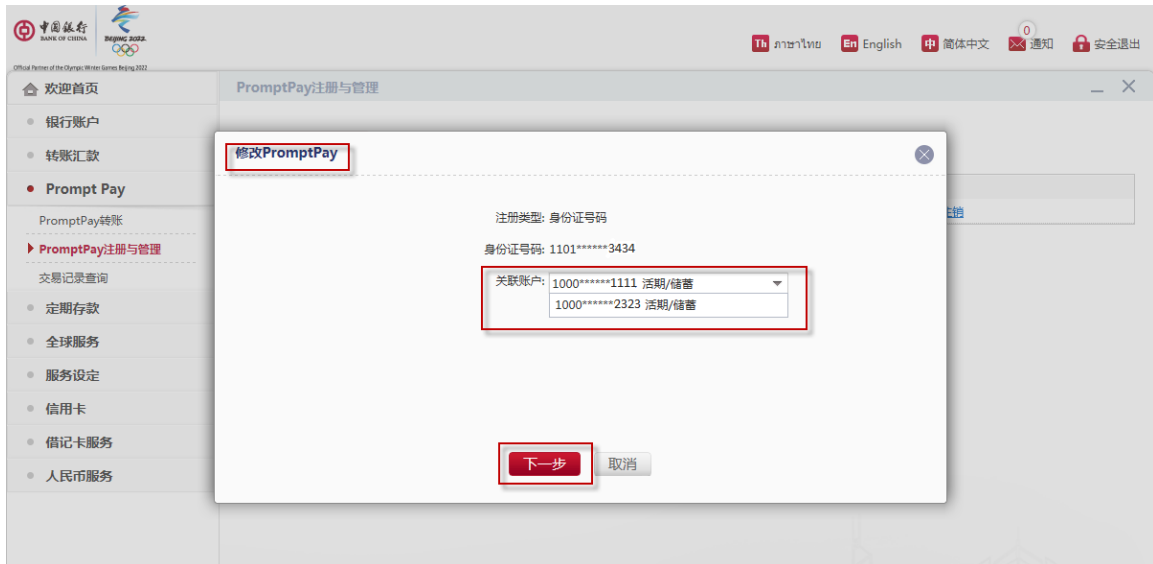 中国银行
BANK OF CHINA
BEIJING 2022
Official Partner of the Olympic Winter Games Beijing 2022
Th ภาษาไทย En English 中 简体中文 0 通知 安全退出
欢迎首页
银行账户
转账汇款
Prompt Pay
PromptPay转账
PromptPay注册与管理
交易记录查询
定期存款
全球服务
服务设定
信用卡
借记卡服务
人民币服务
PromptPay注册与管理
修改PromptPay
注册类型: 身份证号码
身份证号码: 1101******3434
关联账户: 1000******1111 活期/储蓄
1000******2323 活期/储蓄
下一步 取消
注销